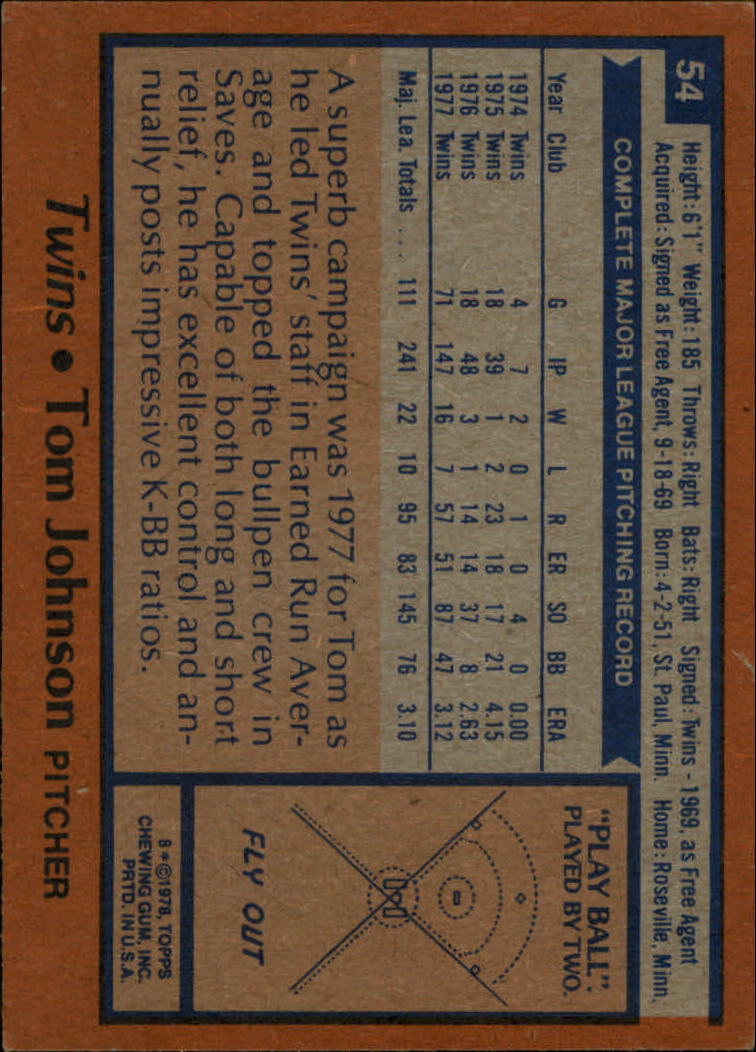 54
Height: 6'1" Weight: 185 Throws: Right Bats: Right Signed: Twins - 1969, as Free Agent
Acquired: Signed as Free Agent, 9-18-69 Born: 4-2-51, St. Paul, Minn. Home: Roseville, Minn.
COMPLETE MAJOR LEAGUE PITCHING RECORD
Year Club G IP W L R ER SO BB ERA
1974 Twins 4 7 2 0 1 0 4 0 0.00
1975 Twins 18 39 1 2 23 18 17 21 4.15
1976 Twins 18 48 3 1 14 14 37 8 2.63
1977 Twins 71 147 16 7 57 51 87 47 3.12
Maj. Lea. Totals ... 111 241 22 10 95 83 145 76 3.10
A superb campaign was 1977 for Tom as
he led Twins' staff in Earned Run Aver-
age and topped the bullpen crew in
Saves. Capable of both long and short
relief, he has excellent control and an-
nually posts impressive K-BB ratios.
"PLAY BALL".
PLAYED BY TWO.
FLY OUT
8*©1978, TOPPS
CHEWING GUM, INC.
PRTD. IN U.S.A.
Twins • Tom Johnson PITCHER